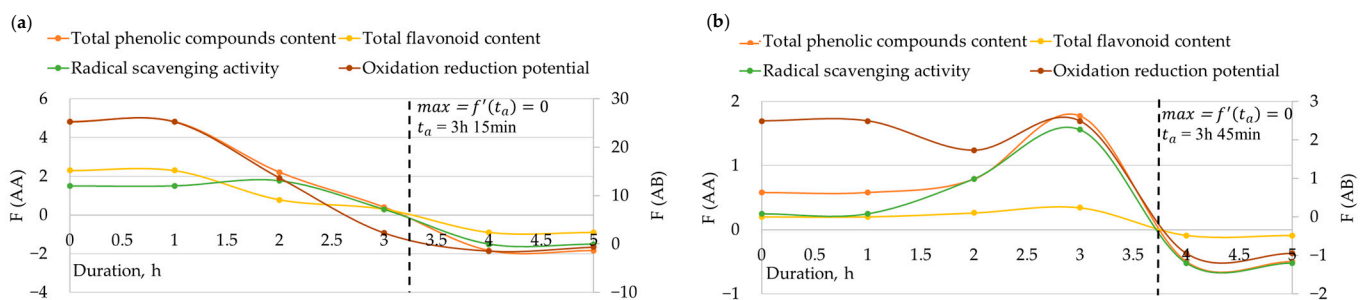 (a)
Total phenolic compounds content Total flavonoid content
Radical scavenging activity Oxidation reduction potential
6 30
max = f′(tₐ) = 0
tₐ = 3h 15min
4 20
2 10
0 0
−2
−4 −10
0 0.5 1 1.5 2 2.5 3 3.5 4 4.5 5
F (AA)
F (AB)
Duration, h
(b)
Total phenolic compounds content Total flavonoid content
Radical scavenging activity Oxidation reduction potential
2 3
max = f′(tₐ) = 0
tₐ = 3h 45min
2
1 1
0 0
−1
−1 −2
0 0.5 1 1.5 2 2.5 3 3.5 4 4.5 5
F (AA)
F (AB)
Duration, h